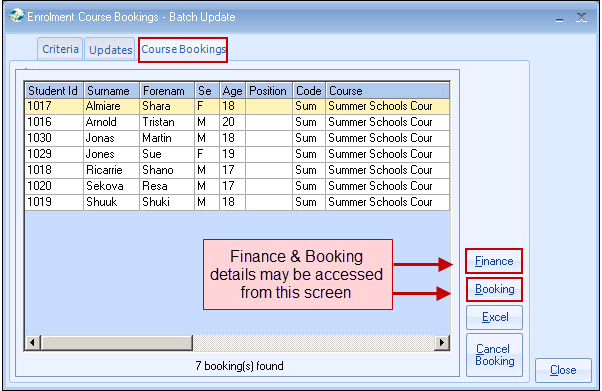 Enrolment Course Bookings - Batch Update
Criteria Updates Course Bookings
Student Id Surname Forenam Se Age Position Code Course
1017 Almiare Shara F 18 Sum Summer Schools Cour
1016 Arnold Tristan M 20 Sum Summer Schools Cour
1030 Jonas Martin M 18 Sum Summer Schools Cour
1029 Jones Sue F 19 Sum Summer Schools Cour
1018 Ricarrie Shano M 17 Sum Summer Schools Cour
1020 Sekova Resa M 17 Sum Summer Schools Cour
1019 Shuuk Shuki M 18 Sum Summer Schools Cour
Finance & Booking
details may be accessed
from this screen
Finance
Booking
Excel
Cancel
Booking
7 booking(s) found
Close